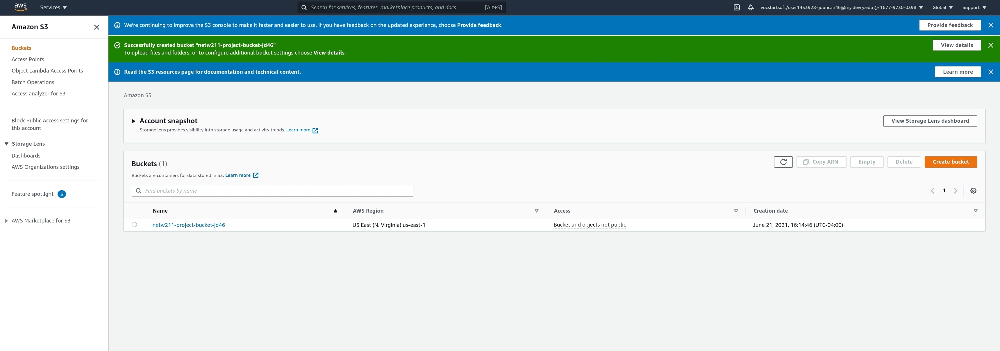 aws
Services
Search for services, features, marketplace products, and docs [Alt+S]
vocstartsoft/user1433928=jduncan46@my.devry.edu @ 1677-9730-0398
Global
Support
Amazon S3
Buckets
Access Points
Object Lambda Access Points
Batch Operations
Access analyzer for S3
Block Public Access settings for
this account
Storage Lens
Dashboards
AWS Organizations settings
Feature spotlight 3
AWS Marketplace for S3
We're continuing to improve the S3 console to make it faster and easier to use. If you have feedback on the updated experience, choose Provide feedback.
Provide feedback
Successfully created bucket "netw211-project-bucket-jd46"
To upload files and folders, or to configure additional bucket settings choose View details.
View details
Read the S3 resources page for documentation and technical content.
Learn more
Amazon S3
Account snapshot
Storage lens provides visibility into storage usage and activity trends. Learn more
View Storage Lens dashboard
Buckets (1)
Buckets are containers for data stored in S3. Learn more
Copy ARN
Empty
Delete
Create bucket
Find buckets by name
1
Name AWS Region Access Creation date
netw211-project-bucket-jd46 US East (N. Virginia) us-east-1 Bucket and objects not public June 21, 2021, 16:14:46 (UTC-04:00)